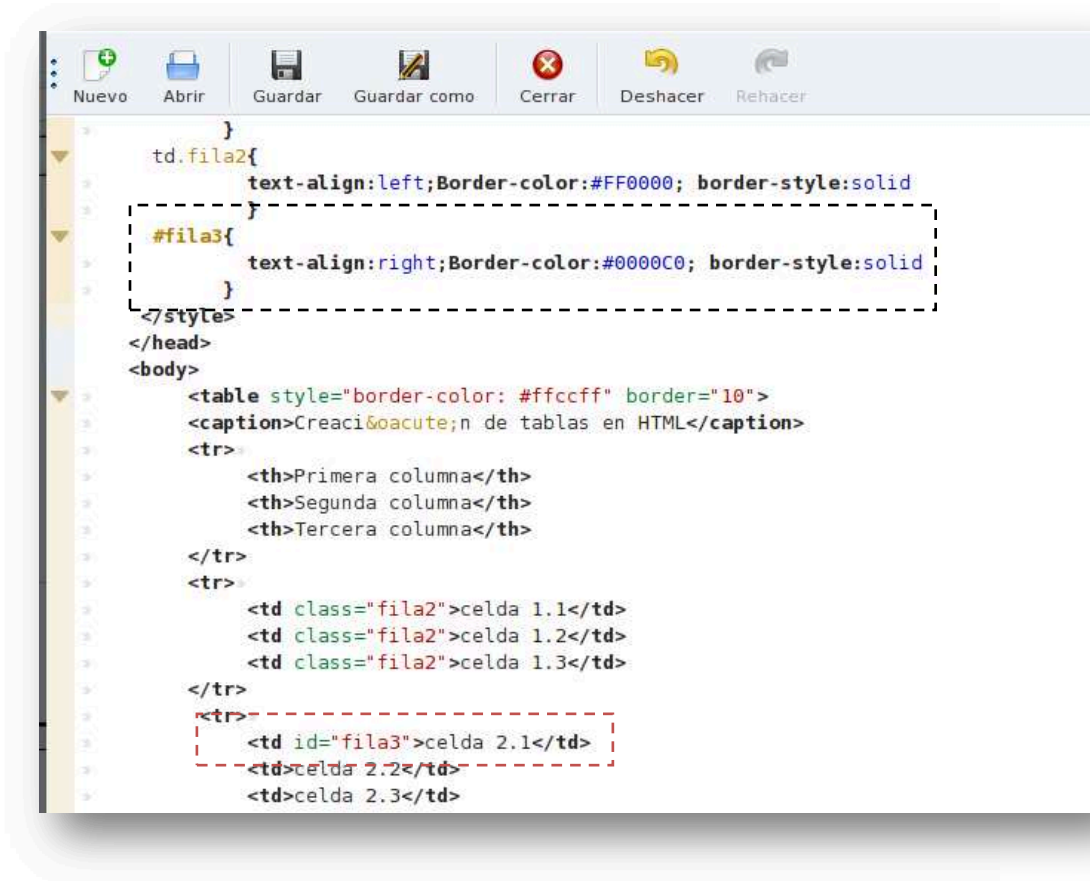 Nuevo Abrir Guardar Guardar como Cerrar Deshacer Rehacer
}
td.fila2{
text-align:left;Border-color:#FF0000; border-style:solid
}
#fila3{
text-align:right;Border-color:#0000C0; border-style:solid
}
</style>
</head>
<body>
<table style="border-color: #ffccff" border="10">
<caption>Creaci&oacute;n de tablas en HTML</caption>
<tr>
<th>Primera columna</th>
<th>Segunda columna</th>
<th>Tercera columna</th>
</tr>
<tr>
<td class="fila2">celda 1.1</td>
<td class="fila2">celda 1.2</td>
<td class="fila2">celda 1.3</td>
</tr>
<tr>
<td id="fila3">celda 2.1</td>
<td>celda 2.2</td>
<td>celda 2.3</td>